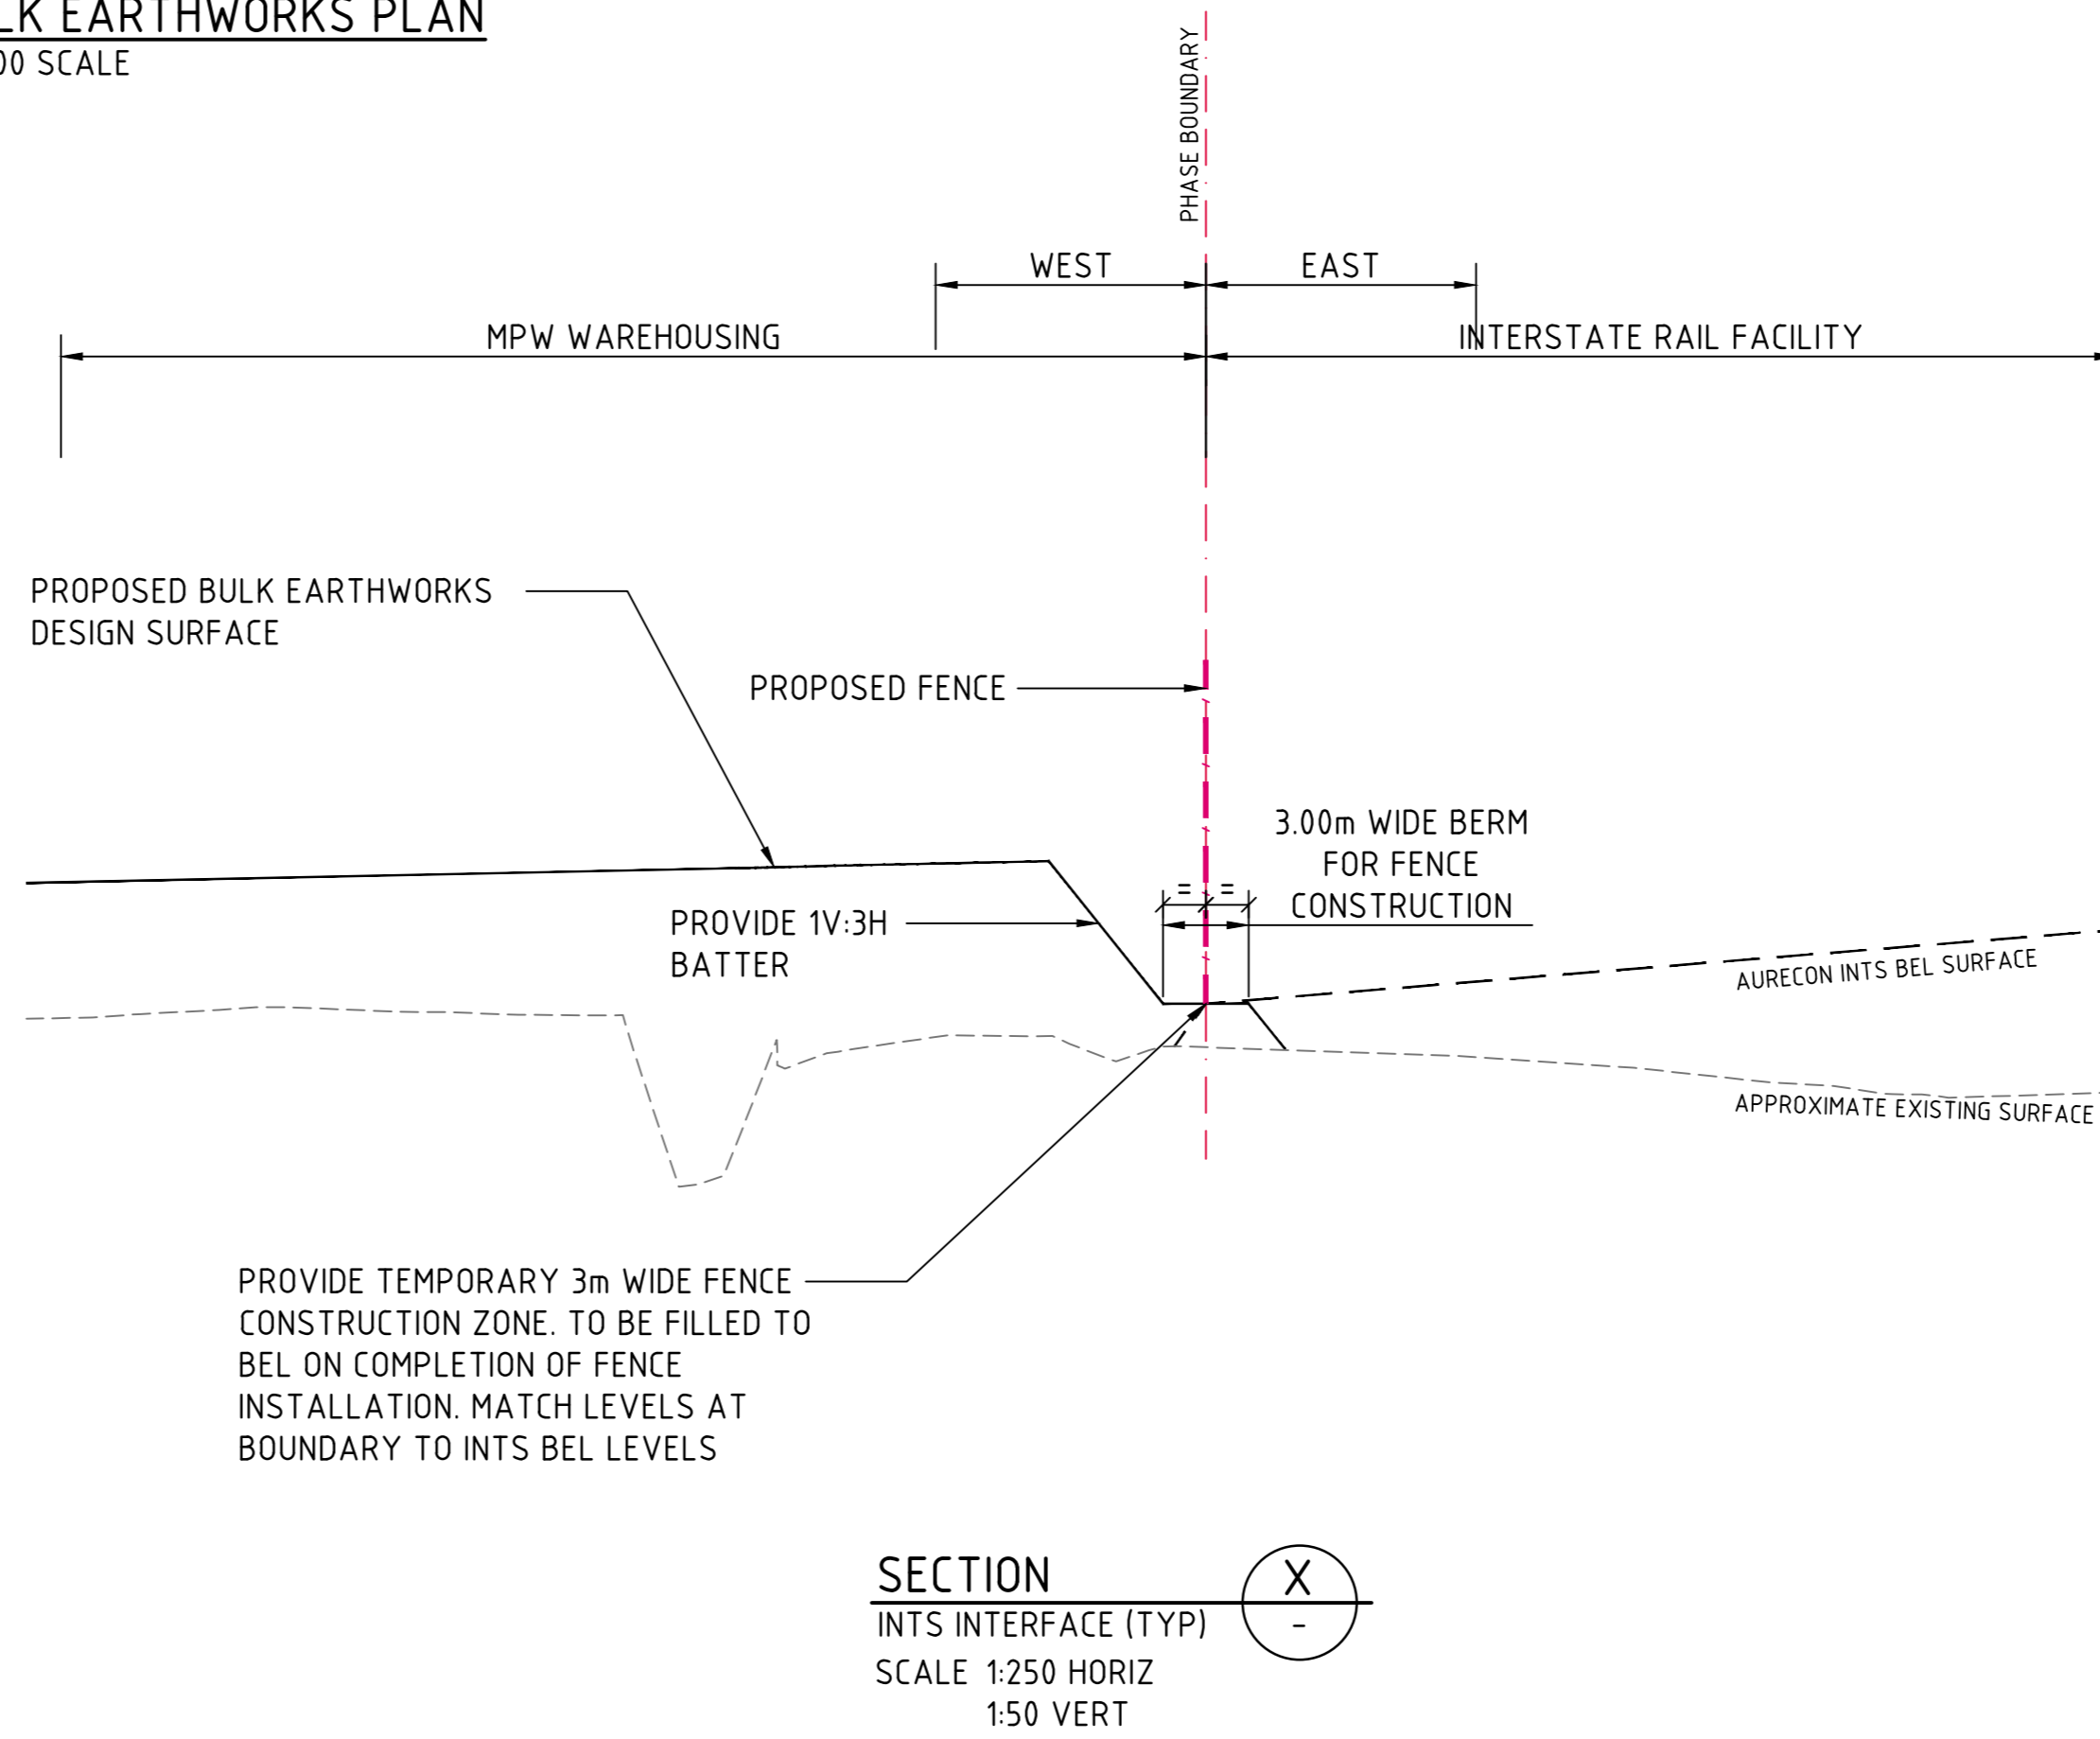 LK EARTHWORKS PLAN
00 SCALE
PHASE BOUNDARY
WEST
EAST
MPW WAREHOUSING
INTERSTATE RAIL FACILITY
PROPOSED BULK EARTHWORKS
DESIGN SURFACE
PROPOSED FENCE
3.00m WIDE BERM
FOR FENCE
CONSTRUCTION
= =
PROVIDE 1V:3H
BATTER
AURECON INTS BEL SURFACE
APPROXIMATE EXISTING SURFACE
PROVIDE TEMPORARY 3m WIDE FENCE
CONSTRUCTION ZONE. TO BE FILLED TO
BEL ON COMPLETION OF FENCE
INSTALLATION. MATCH LEVELS AT
BOUNDARY TO INTS BEL LEVELS
SECTION
X
INTS INTERFACE (TYP)
-
SCALE 1:250 HORIZ
1:50 VERT